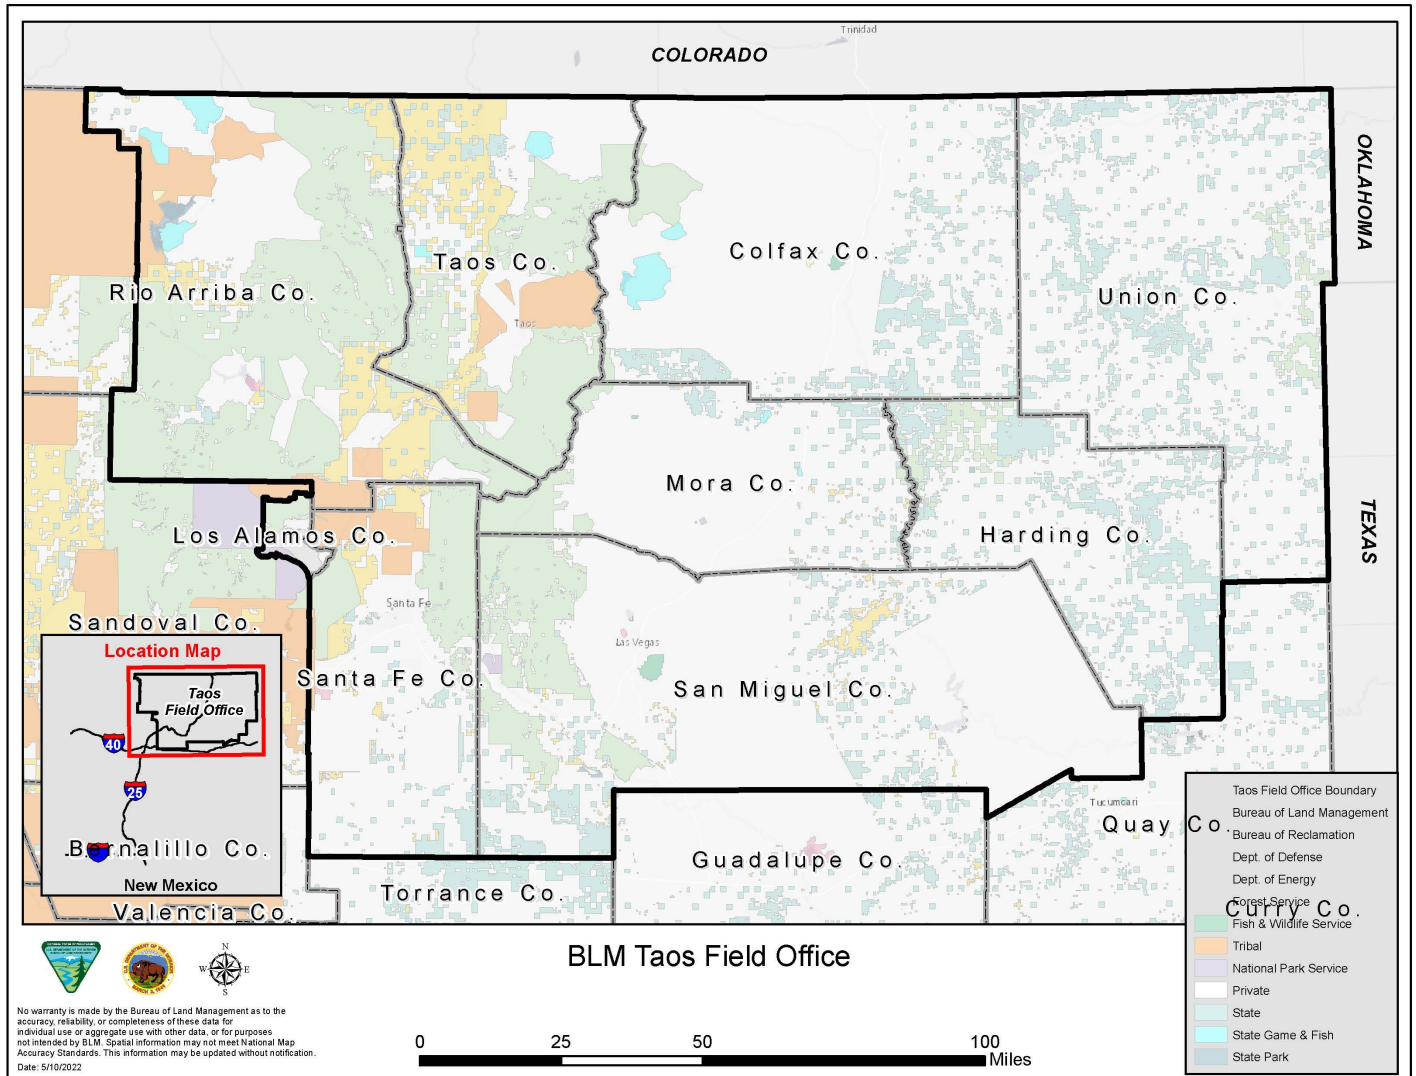 Trinidad
COLORADO
OKLAHOMA
TEXAS
Colfax Co.
Taos Co.
Rio Arriba Co.
Union Co.
Taos
Mora Co.
Los Alamos Co.
Harding Co.
Santa Fe
Sandoval Co.
Las Vegas
Santa Fe Co.
San Miguel Co.
Location Map
Taos
Field Office
40
25
New Mexico
Bernalillo Co.
Valencia Co.
Torrance Co.
Guadalupe Co.
Tucumcari
Quay Co.
Curry Co.
Taos Field Office Boundary
Bureau of Land Management
Bureau of Reclamation
Dept. of Defense
Dept. of Energy
Forest Service
Fish & Wildlife Service
Tribal
National Park Service
Private
State
State Game & Fish
State Park
N
W
E
S
BLM Taos Field Office
No warranty is made by the Bureau of Land Management as to the
accuracy, reliability, or completeness of these data for
individual use or aggregate use with other data, or for purposes
not intended by BLM. Spatial information may not meet National Map
Accuracy Standards. This information may be updated without notification.
Date: 5/10/2022
0 25 50 100
Miles